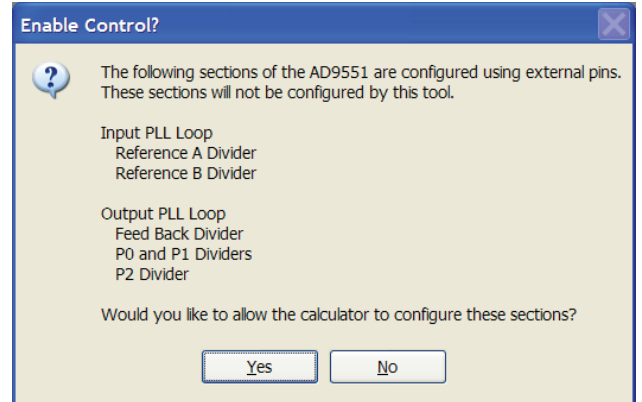 Enable Control?
The following sections of the AD9551 are configured using external pins.
These sections will not be configured by this tool.
Input PLL Loop
Reference A Divider
Reference B Divider
Output PLL Loop
Feed Back Divider
P0 and P1 Dividers
P2 Divider
Would you like to allow the calculator to configure these sections?
Yes
No